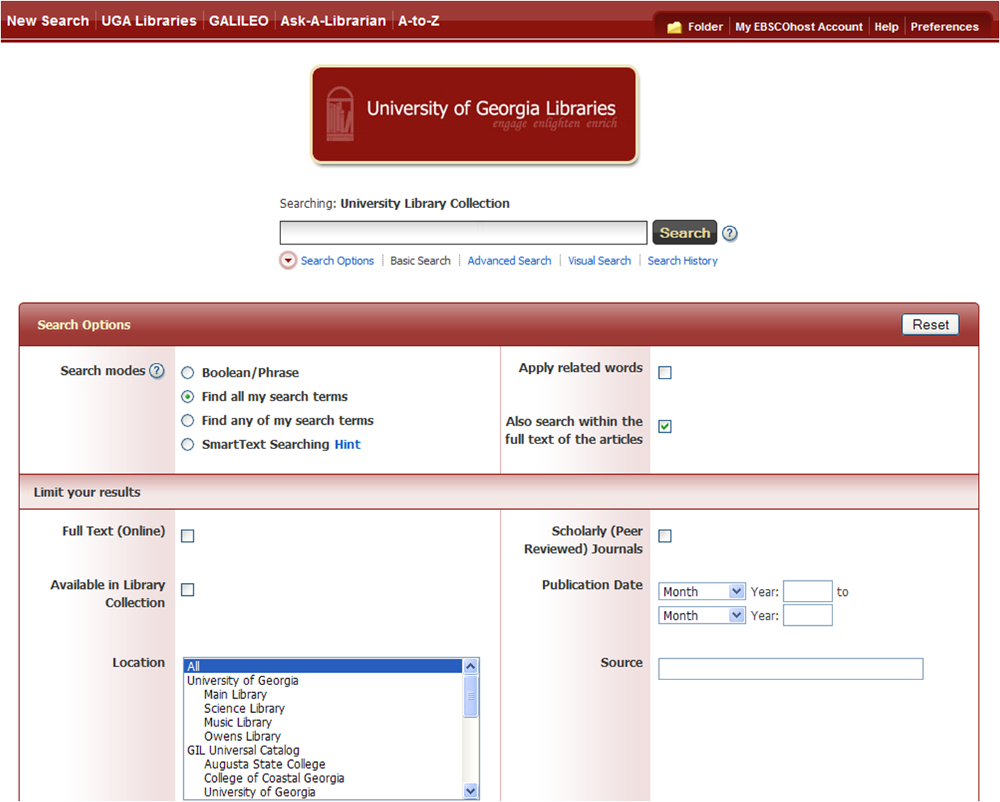 New Search UGA Libraries GALILEO Ask-A-Librarian A-to-Z
Folder My EBSCOhost Account Help Preferences
University of Georgia Libraries
engage enlighten enrich
Searching: University Library Collection
Search ?
Search Options Basic Search Advanced Search Visual Search Search History
Search Options
Reset
Search modes ?
Boolean/Phrase
Find all my search terms
Find any of my search terms
SmartText Searching Hint
Apply related words
Also search within the
full text of the articles
Limit your results
Full Text (Online)
Scholarly (Peer
Reviewed) Journals
Available in Library
Collection
Publication Date
Month Year: to
Month Year:
Location
All
University of Georgia
Main Library
Science Library
Music Library
Owens Library
GIL Universal Catalog
Augusta State College
College of Coastal Georgia
University of Georgia
Source